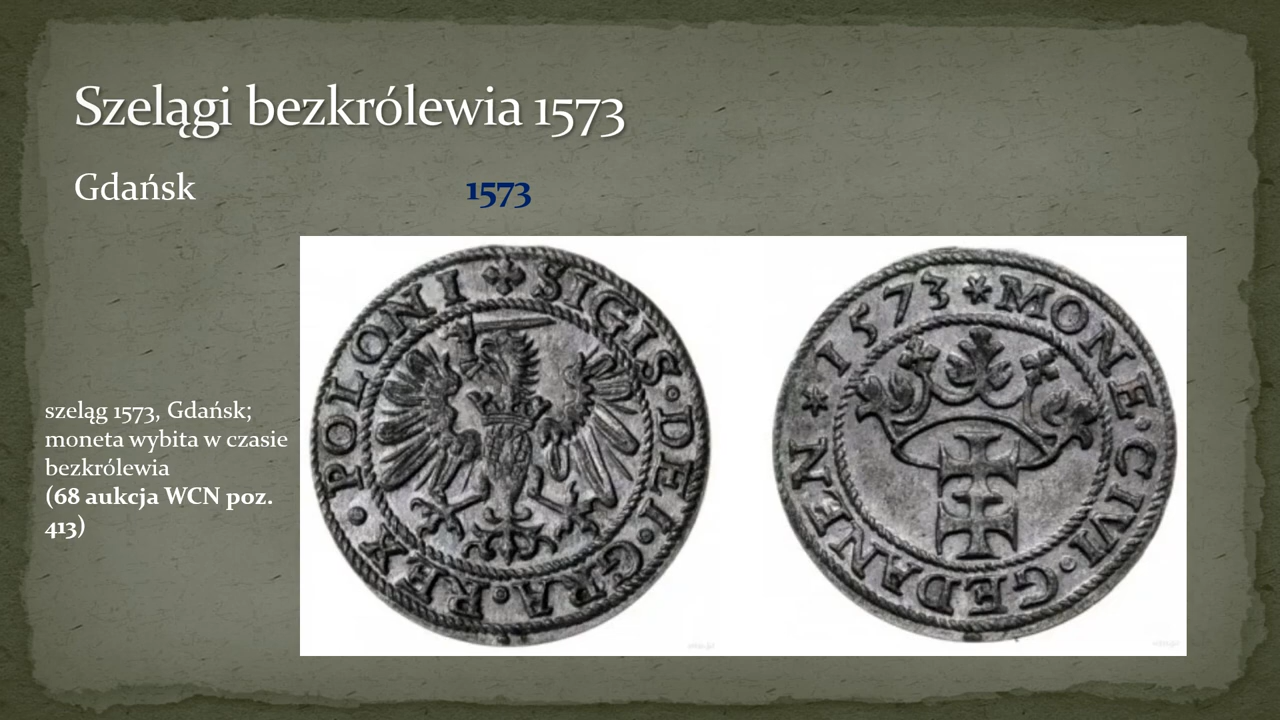 Szelągi bezkrólewia 1573
Gdańsk
1573
szeląg 1573, Gdańsk;
moneta wybita w czasie
bezkrólewia
(68 aukcja WCN poz.
413)
SIGIS·DEI·GRA·REX·POLONI
1573*MONE·CIVI·GEDANEN*